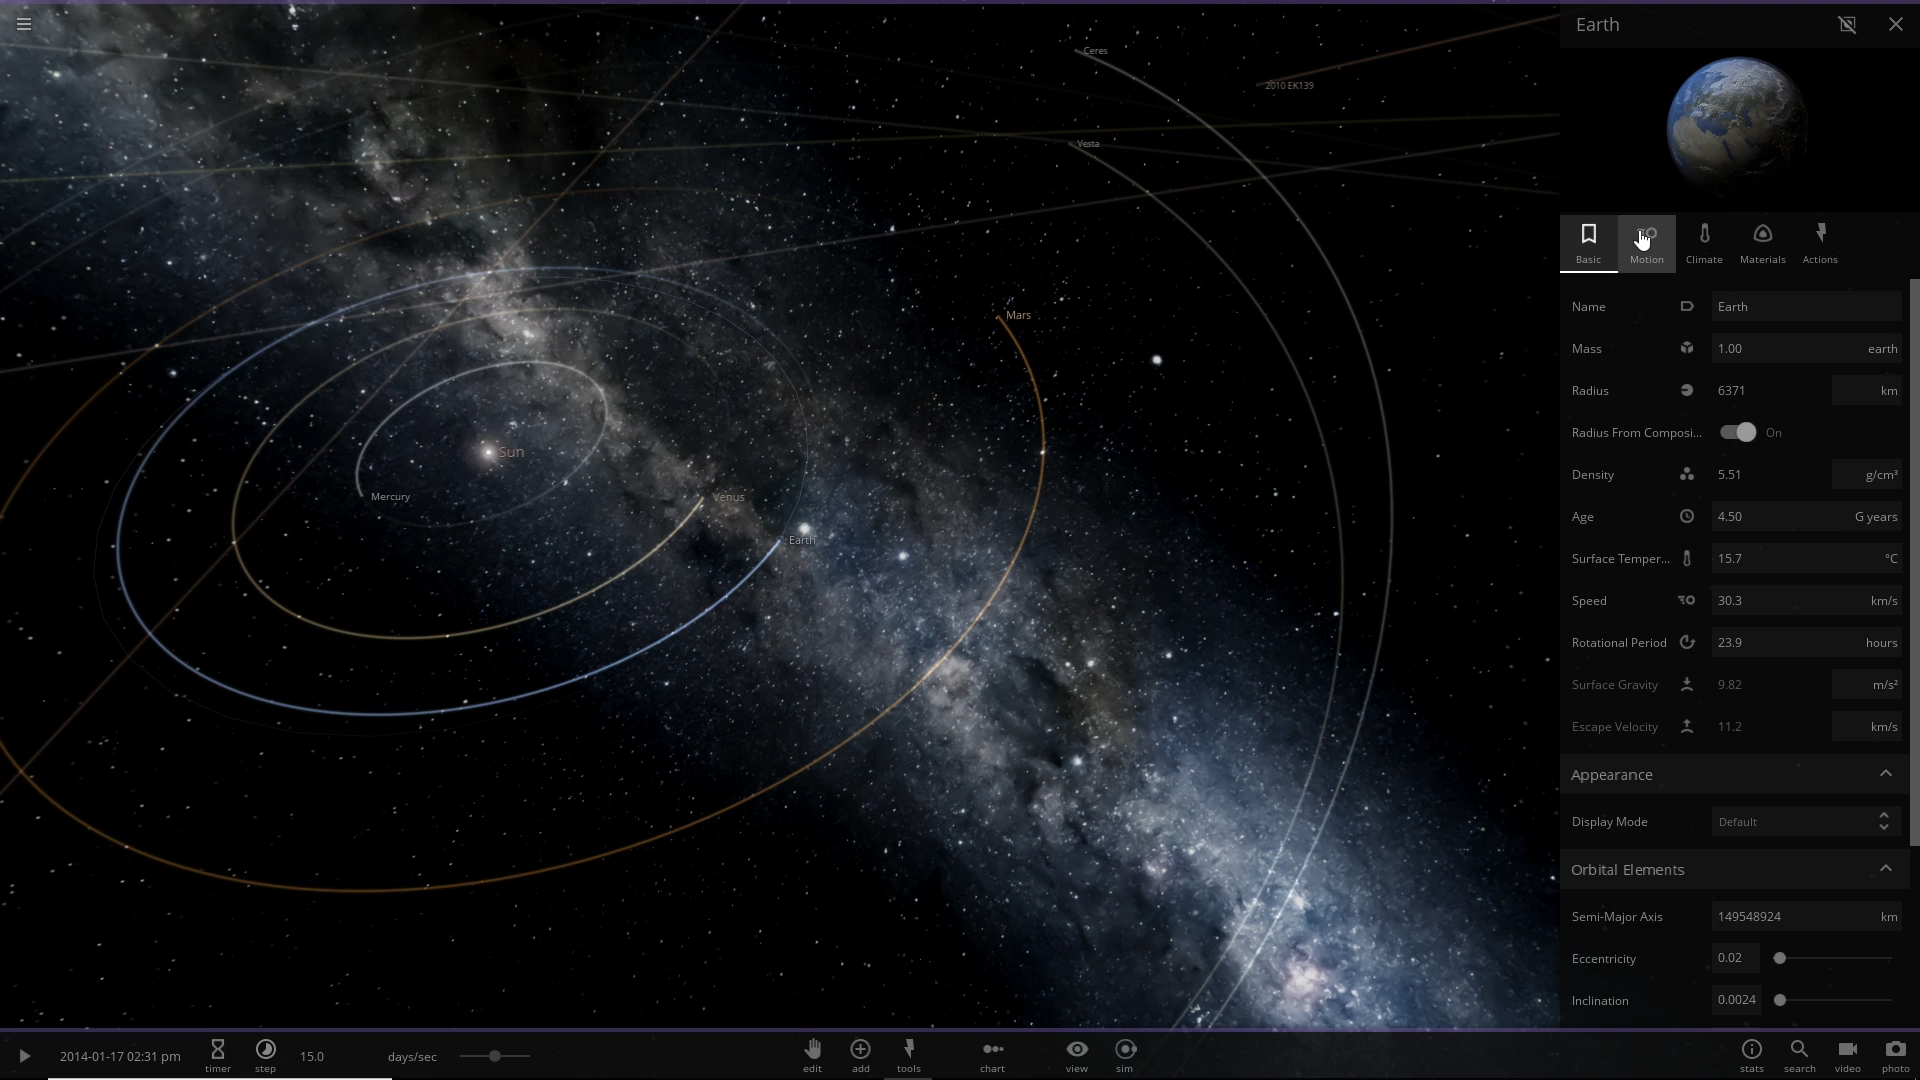 Earth
Ceres
2010 EK139
Vesta
Basic
Motion
Climate
Materials
Actions
Name
Earth
Mars
Mass
1.00 earth
Radius
6371 km
Radius From Composi... On
Sun
Density
5.51 g/cm³
Mercury
Venus
Age
4.50 G years
Earth
Surface Temper...
15.7 °C
Speed
30.3 km/s
Rotational Period
23.9 hours
Surface Gravity
9.82 m/s²
Escape Velocity
11.2 km/s
Appearance
Display Mode
Default
Orbital Elements
Semi-Major Axis
149548924 km
Eccentricity
0.02
Inclination
0.0024
2014-01-17 02:31 pm
timer
step
15.0 days/sec
edit
add
tools
chart
view
sim
stats
search
video
photo